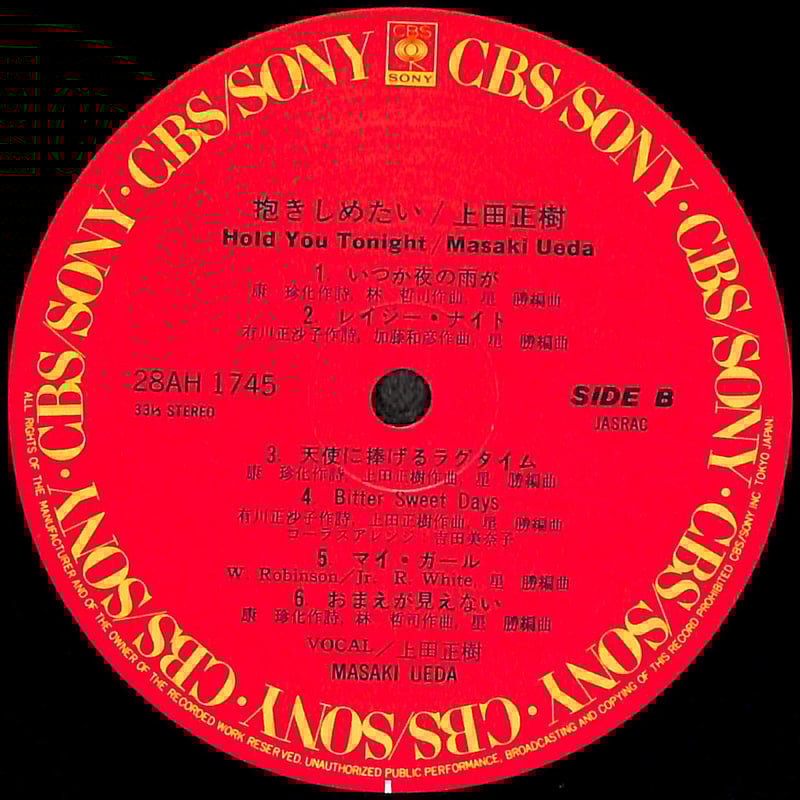 CBS/SONY · CBS/SONY · CBS/SONY · CBS/SONY · CBS/SONY · CBS/SONY · CBS/SONY · CBS/SONY
CBS
SONY
抱きしめたい / 上田正樹
Hold You Tonight / Masaki Ueda
1. いつか夜の雨が
康 珍化作詩, 林 哲司作曲, 星 勝編曲
2. レイジー・ナイト
有川正沙子作詩, 加藤和彦作曲, 星 勝編曲
28AH 1745
33⅓ STEREO
SIDE B
JASRAC
3. 天使に捧げるラグタイム
康 珍化作詩, 上田正樹作曲, 星 勝編曲
4. Bitter Sweet Days
有川正沙子作詩, 上田正樹作曲, 星 勝編曲
コーラスアレンジ：吉田美奈子
5. マイ・ガール
W. Robinson/Jr. R. White, 星 勝編曲
6. おまえが見えない
康 珍化作詩, 林 哲司作曲, 星 勝編曲
VOCAL / 上田正樹
MASAKI UEDA
ALL RIGHTS OF THE MANUFACTURER AND OF THE OWNER OF THE RECORDED WORK RESERVED. UNAUTHORIZED PUBLIC PERFORMANCE, BROADCASTING AND COPYING OF THIS RECORD PROHIBITED CBS/SONY INC. TOKYO JAPAN.